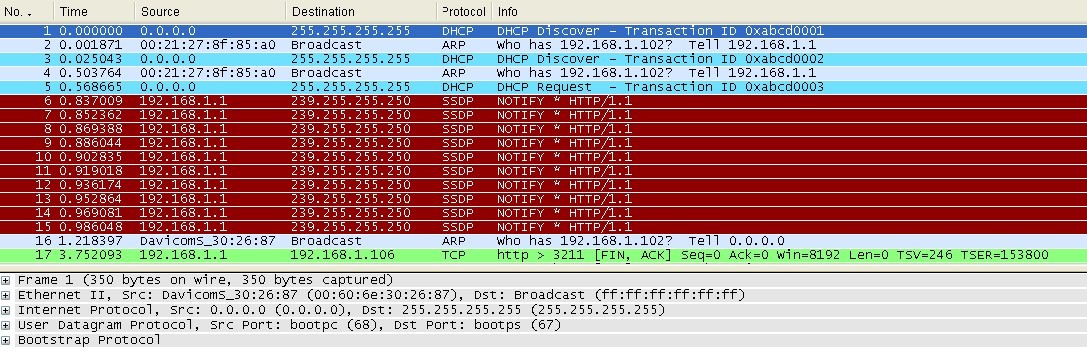 No. . Time Source Destination Protocol Info
1 0.000000 0.0.0.0 255.255.255.255 DHCP DHCP Discover - Transaction ID 0xabcd0001
2 0.001871 00:21:27:8f:85:a0 Broadcast ARP Who has 192.168.1.102? Tell 192.168.1.1
3 0.025043 0.0.0.0 255.255.255.255 DHCP DHCP Discover - Transaction ID 0xabcd0002
4 0.503764 00:21:27:8f:85:a0 Broadcast ARP Who has 192.168.1.102? Tell 192.168.1.1
5 0.568665 0.0.0.0 255.255.255.255 DHCP DHCP Request - Transaction ID 0xabcd0003
6 0.837009 192.168.1.1 239.255.255.250 SSDP NOTIFY * HTTP/1.1
7 0.852362 192.168.1.1 239.255.255.250 SSDP NOTIFY * HTTP/1.1
8 0.869388 192.168.1.1 239.255.255.250 SSDP NOTIFY * HTTP/1.1
9 0.886044 192.168.1.1 239.255.255.250 SSDP NOTIFY * HTTP/1.1
10 0.902835 192.168.1.1 239.255.255.250 SSDP NOTIFY * HTTP/1.1
11 0.919018 192.168.1.1 239.255.255.250 SSDP NOTIFY * HTTP/1.1
12 0.936174 192.168.1.1 239.255.255.250 SSDP NOTIFY * HTTP/1.1
13 0.952864 192.168.1.1 239.255.255.250 SSDP NOTIFY * HTTP/1.1
14 0.969081 192.168.1.1 239.255.255.250 SSDP NOTIFY * HTTP/1.1
15 0.986048 192.168.1.1 239.255.255.250 SSDP NOTIFY * HTTP/1.1
16 1.218397 DavicomS_30:26:87 Broadcast ARP Who has 192.168.1.102? Tell 0.0.0.0
17 3.752093 192.168.1.1 192.168.1.106 TCP http > 3211 [FIN, ACK] Seq=0 Ack=0 Win=8192 Len=0 TSV=246 TSER=153800
Frame 1 (350 bytes on wire, 350 bytes captured)
Ethernet II, Src: DavicomS_30:26:87 (00:60:6e:30:26:87), Dst: Broadcast (ff:ff:ff:ff:ff:ff)
Internet Protocol, Src: 0.0.0.0 (0.0.0.0), Dst: 255.255.255.255 (255.255.255.255)
User Datagram Protocol, Src Port: bootpc (68), Dst Port: bootps (67)
Bootstrap Protocol